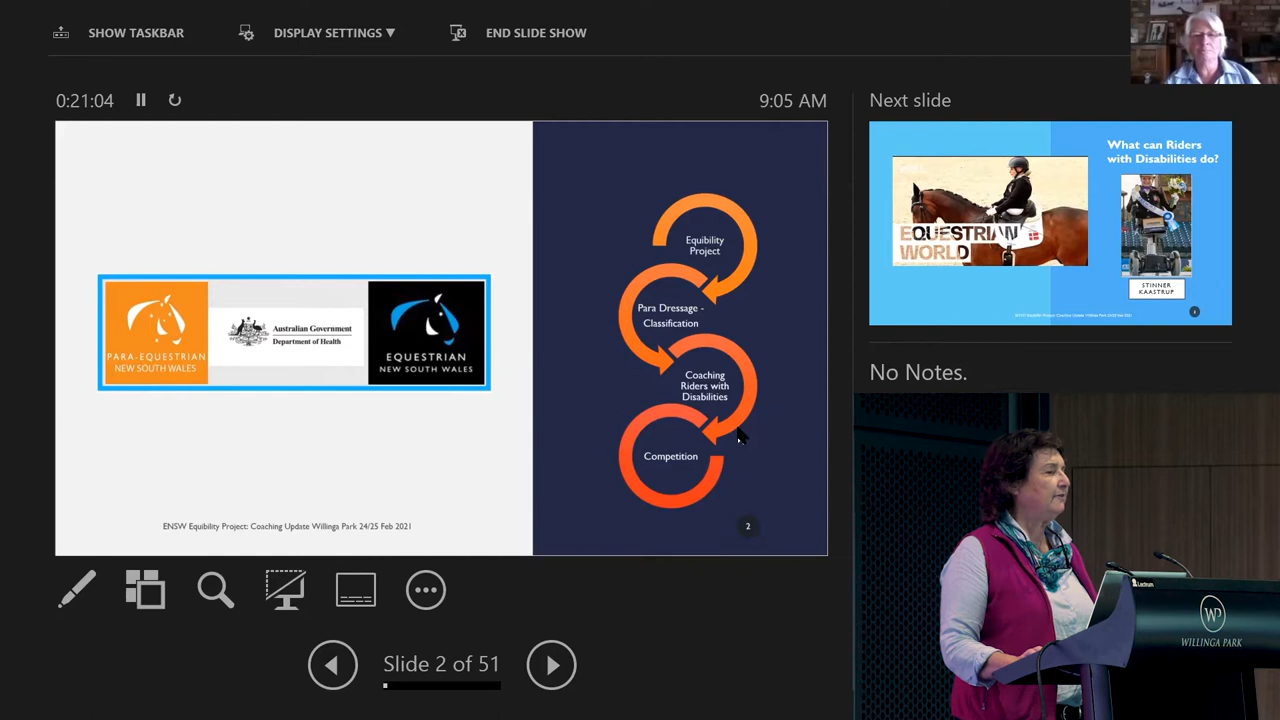 SHOW TASKBAR
DISPLAY SETTINGS ▼
END SLIDE SHOW
0:21:04
9:05 AM
PARA-EQUESTRIAN
NEW SOUTH WALES
Australian Government
Department of Health
EQUESTRIAN
NEW SOUTH WALES
ENSW Equibility Project: Coaching Update Willinga Park 24/25 Feb 2021
Equibility
Project
Para Dressage -
Classification
Coaching
Riders with
Disabilities
Competition
2
Slide 2 of 51
Next slide
What can Riders
with Disabilities do?
EQUESTRIAN
WORLD
STINNER
KAASTRUP
No Notes.
Lectrum
WP
WILLINGA PARK